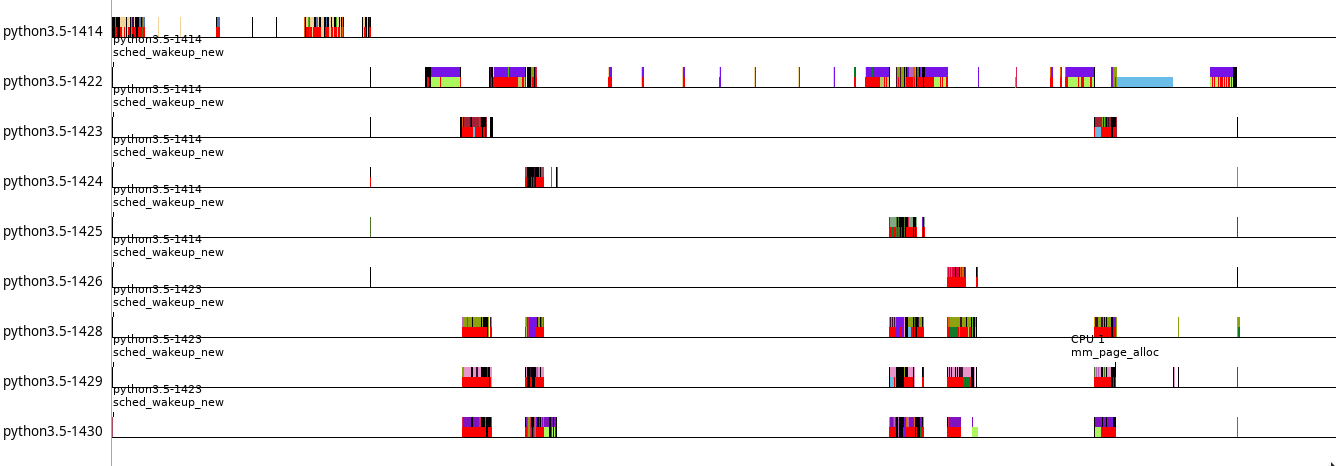 python3.5-1414
python3.5-1414
sched_wakeup_new
python3.5-1422
python3.5-1414
sched_wakeup_new
python3.5-1423
python3.5-1414
sched_wakeup_new
python3.5-1424
python3.5-1414
sched_wakeup_new
python3.5-1425
python3.5-1414
sched_wakeup_new
python3.5-1426
python3.5-1423
sched_wakeup_new
python3.5-1428
python3.5-1423
CPU 1
sched_wakeup_new
mm_page_alloc
python3.5-1429
python3.5-1423
sched_wakeup_new
python3.5-1430